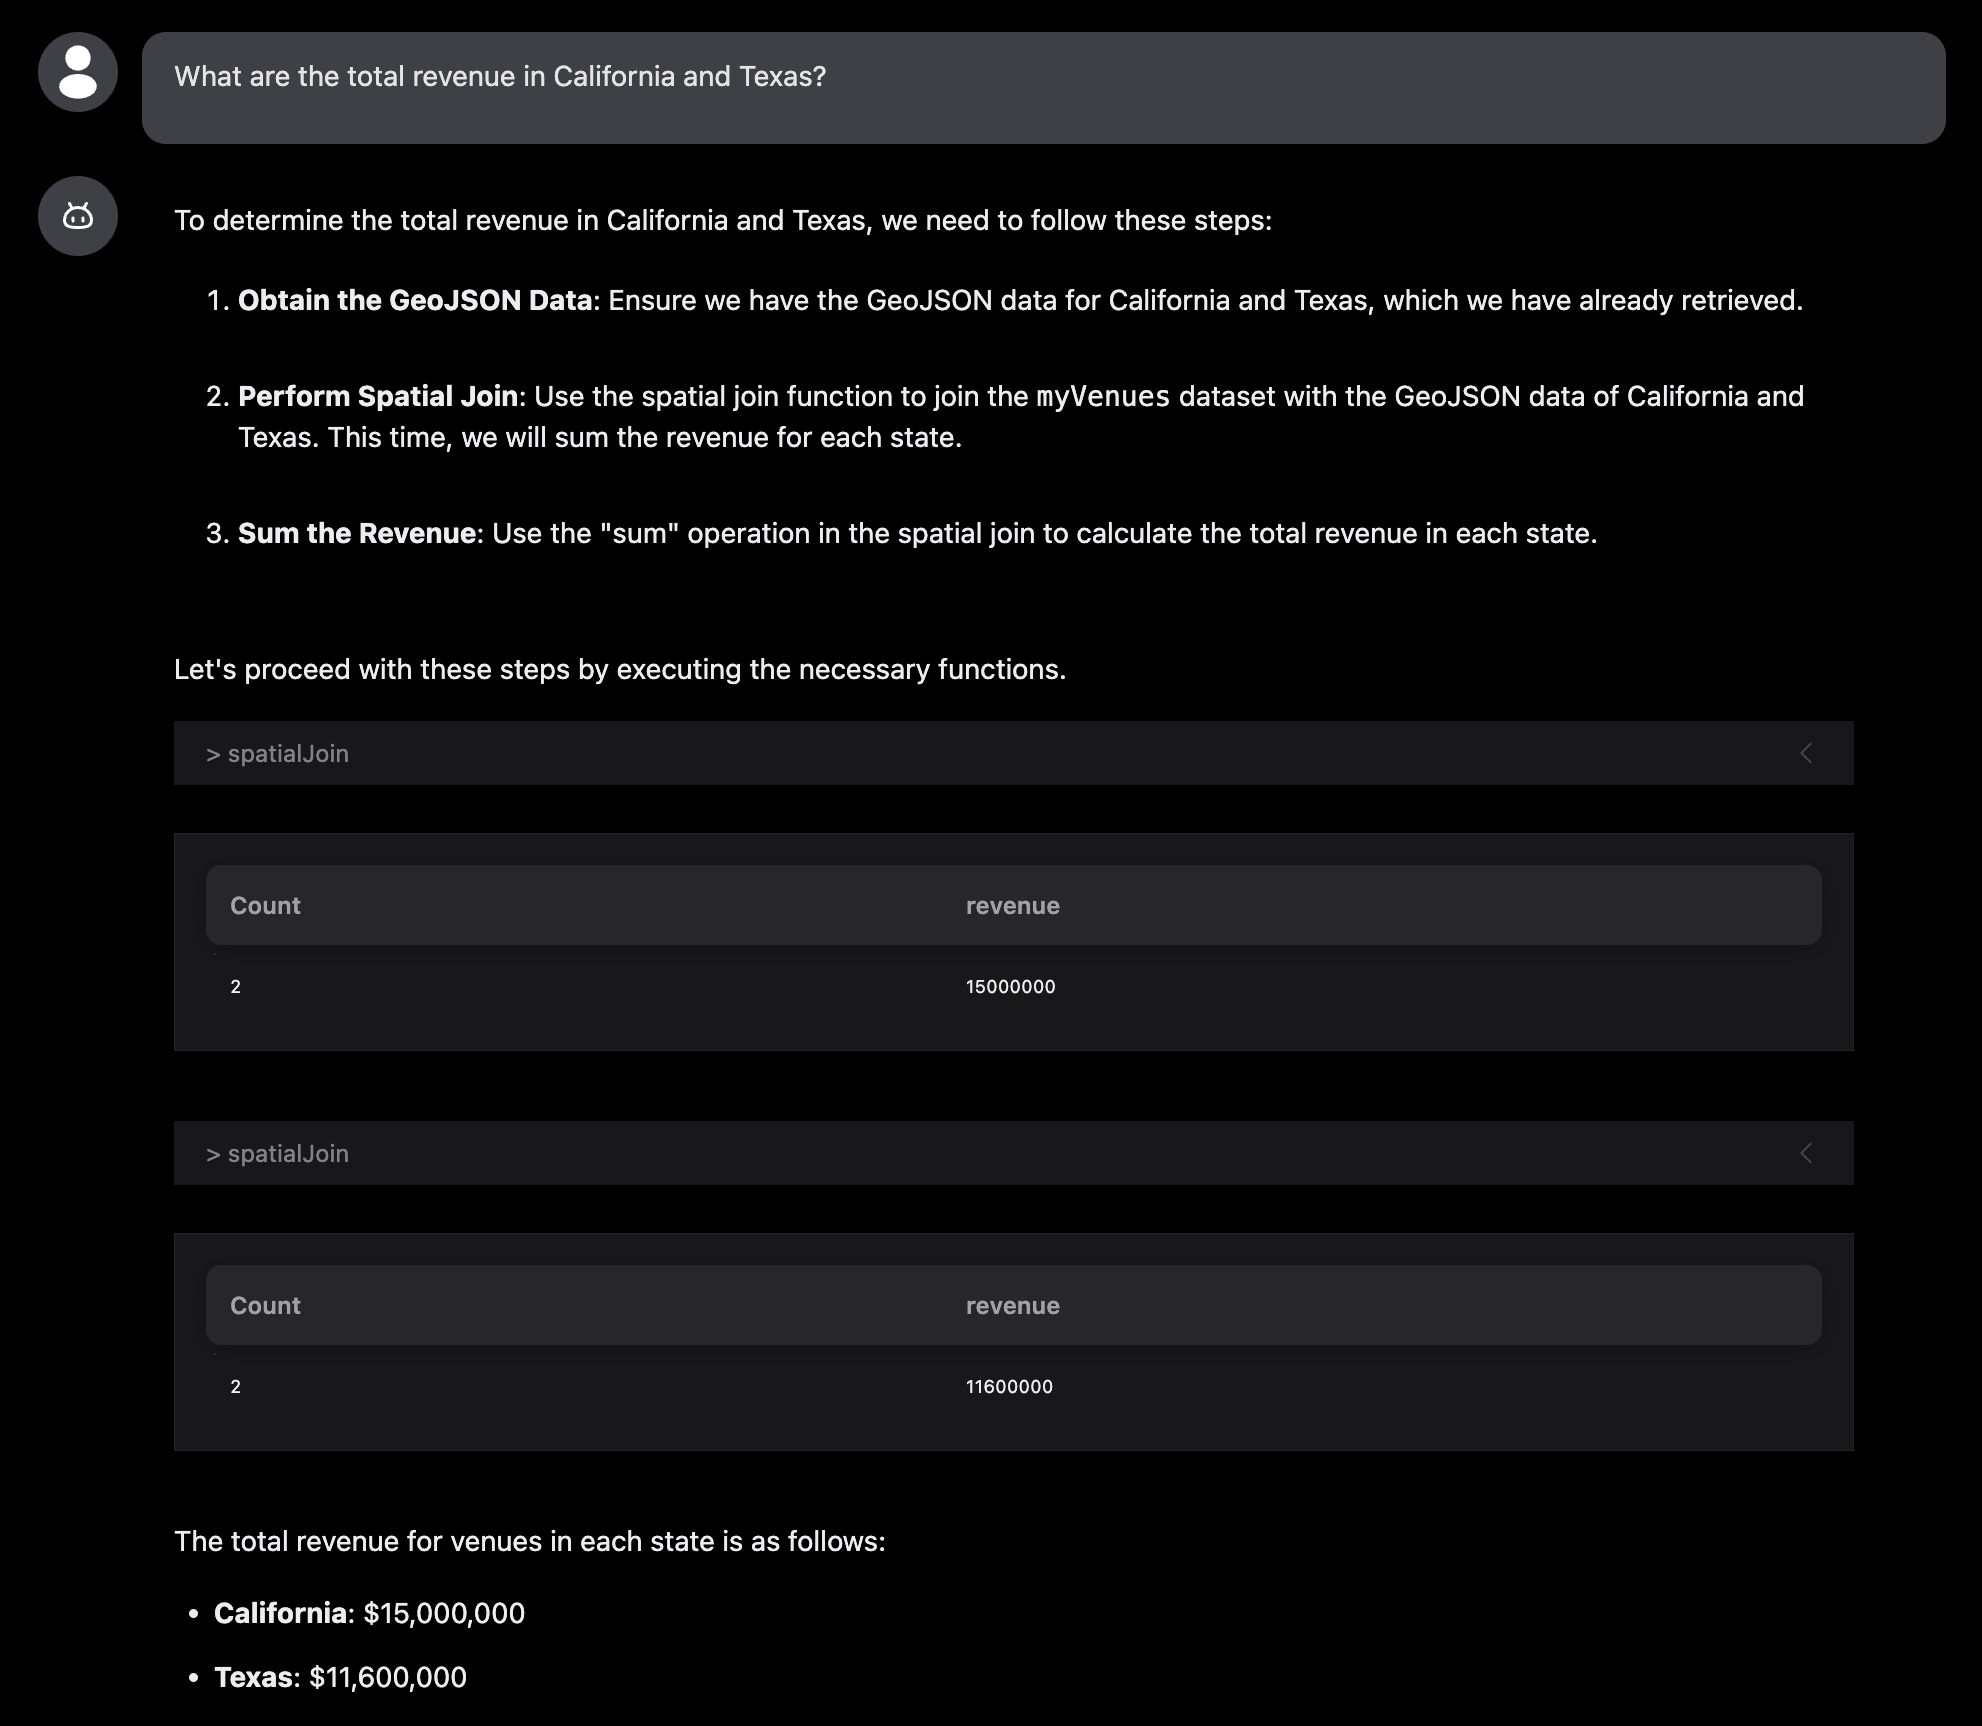 What are the total revenue in California and Texas?
To determine the total revenue in California and Texas, we need to follow these steps:
1. Obtain the GeoJSON Data: Ensure we have the GeoJSON data for California and Texas, which we have already retrieved.
2. Perform Spatial Join: Use the spatial join function to join the myVenues dataset with the GeoJSON data of California and
Texas. This time, we will sum the revenue for each state.
3. Sum the Revenue: Use the "sum" operation in the spatial join to calculate the total revenue in each state.
Let's proceed with these steps by executing the necessary functions.
> spatialJoin
Count revenue
2 15000000
> spatialJoin
Count revenue
2 11600000
The total revenue for venues in each state is as follows:
• California: $15,000,000
• Texas: $11,600,000